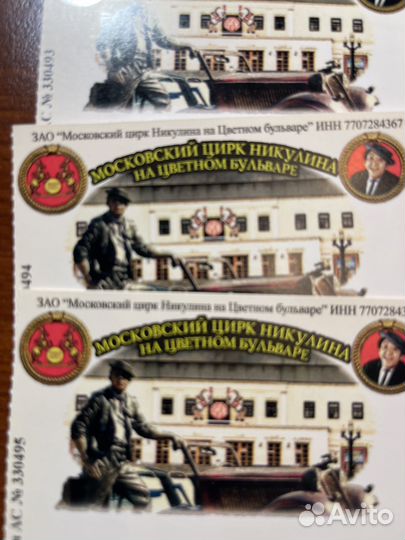 АС № 330493
ЗАО "Московский цирк Никулина на Цветном бульваре" ИНН 7707284367
МОСКОВСКИЙ ЦИРК НИКУЛИНА
НА ЦВЕТНОМ БУЛЬВАРЕ
494
ЗАО "Московский цирк Никулина на Цветном бульваре" ИНН 77072843
МОСКОВСКИЙ ЦИРК НИКУЛИНА
НА ЦВЕТНОМ БУЛЬВАРЕ
АС № 330495
Avito